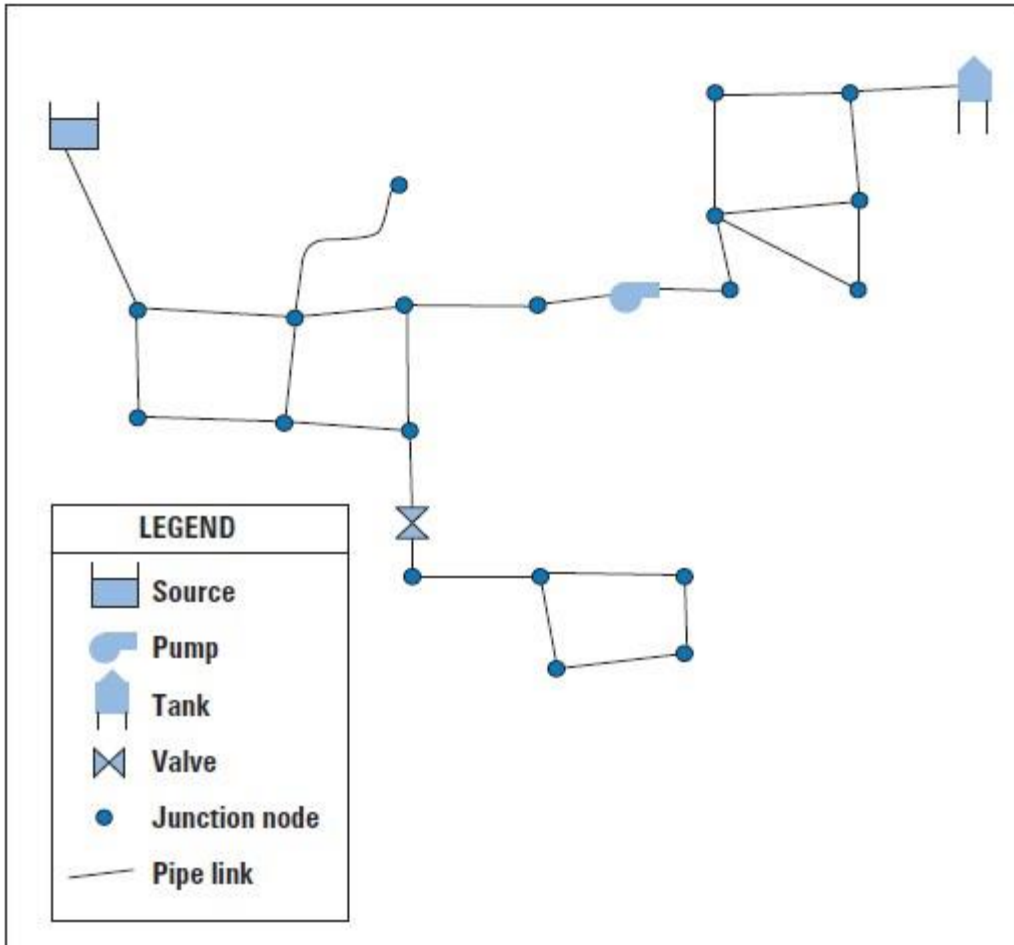 LEGEND
Source
Pump
Tank
Valve
Junction node
Pipe link